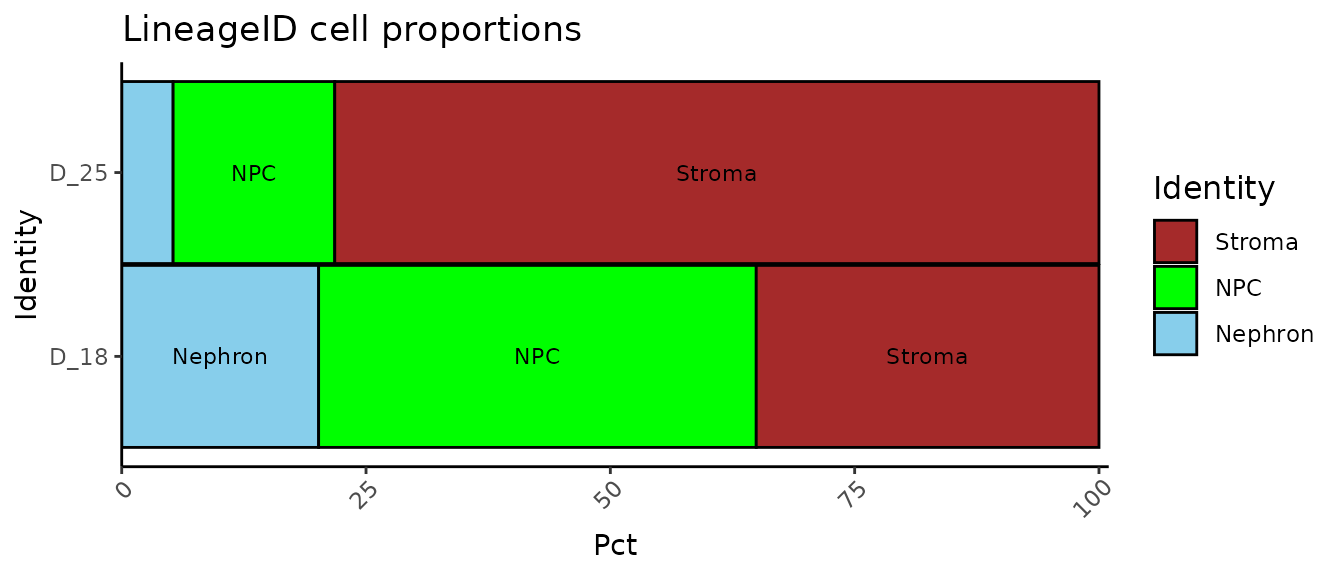 LineageID cell proportions
Identity
D_25
NPC
Stroma
D_18
Nephron
NPC
Stroma
0
25
50
75
100
Pct
Identity
Stroma
NPC
Nephron